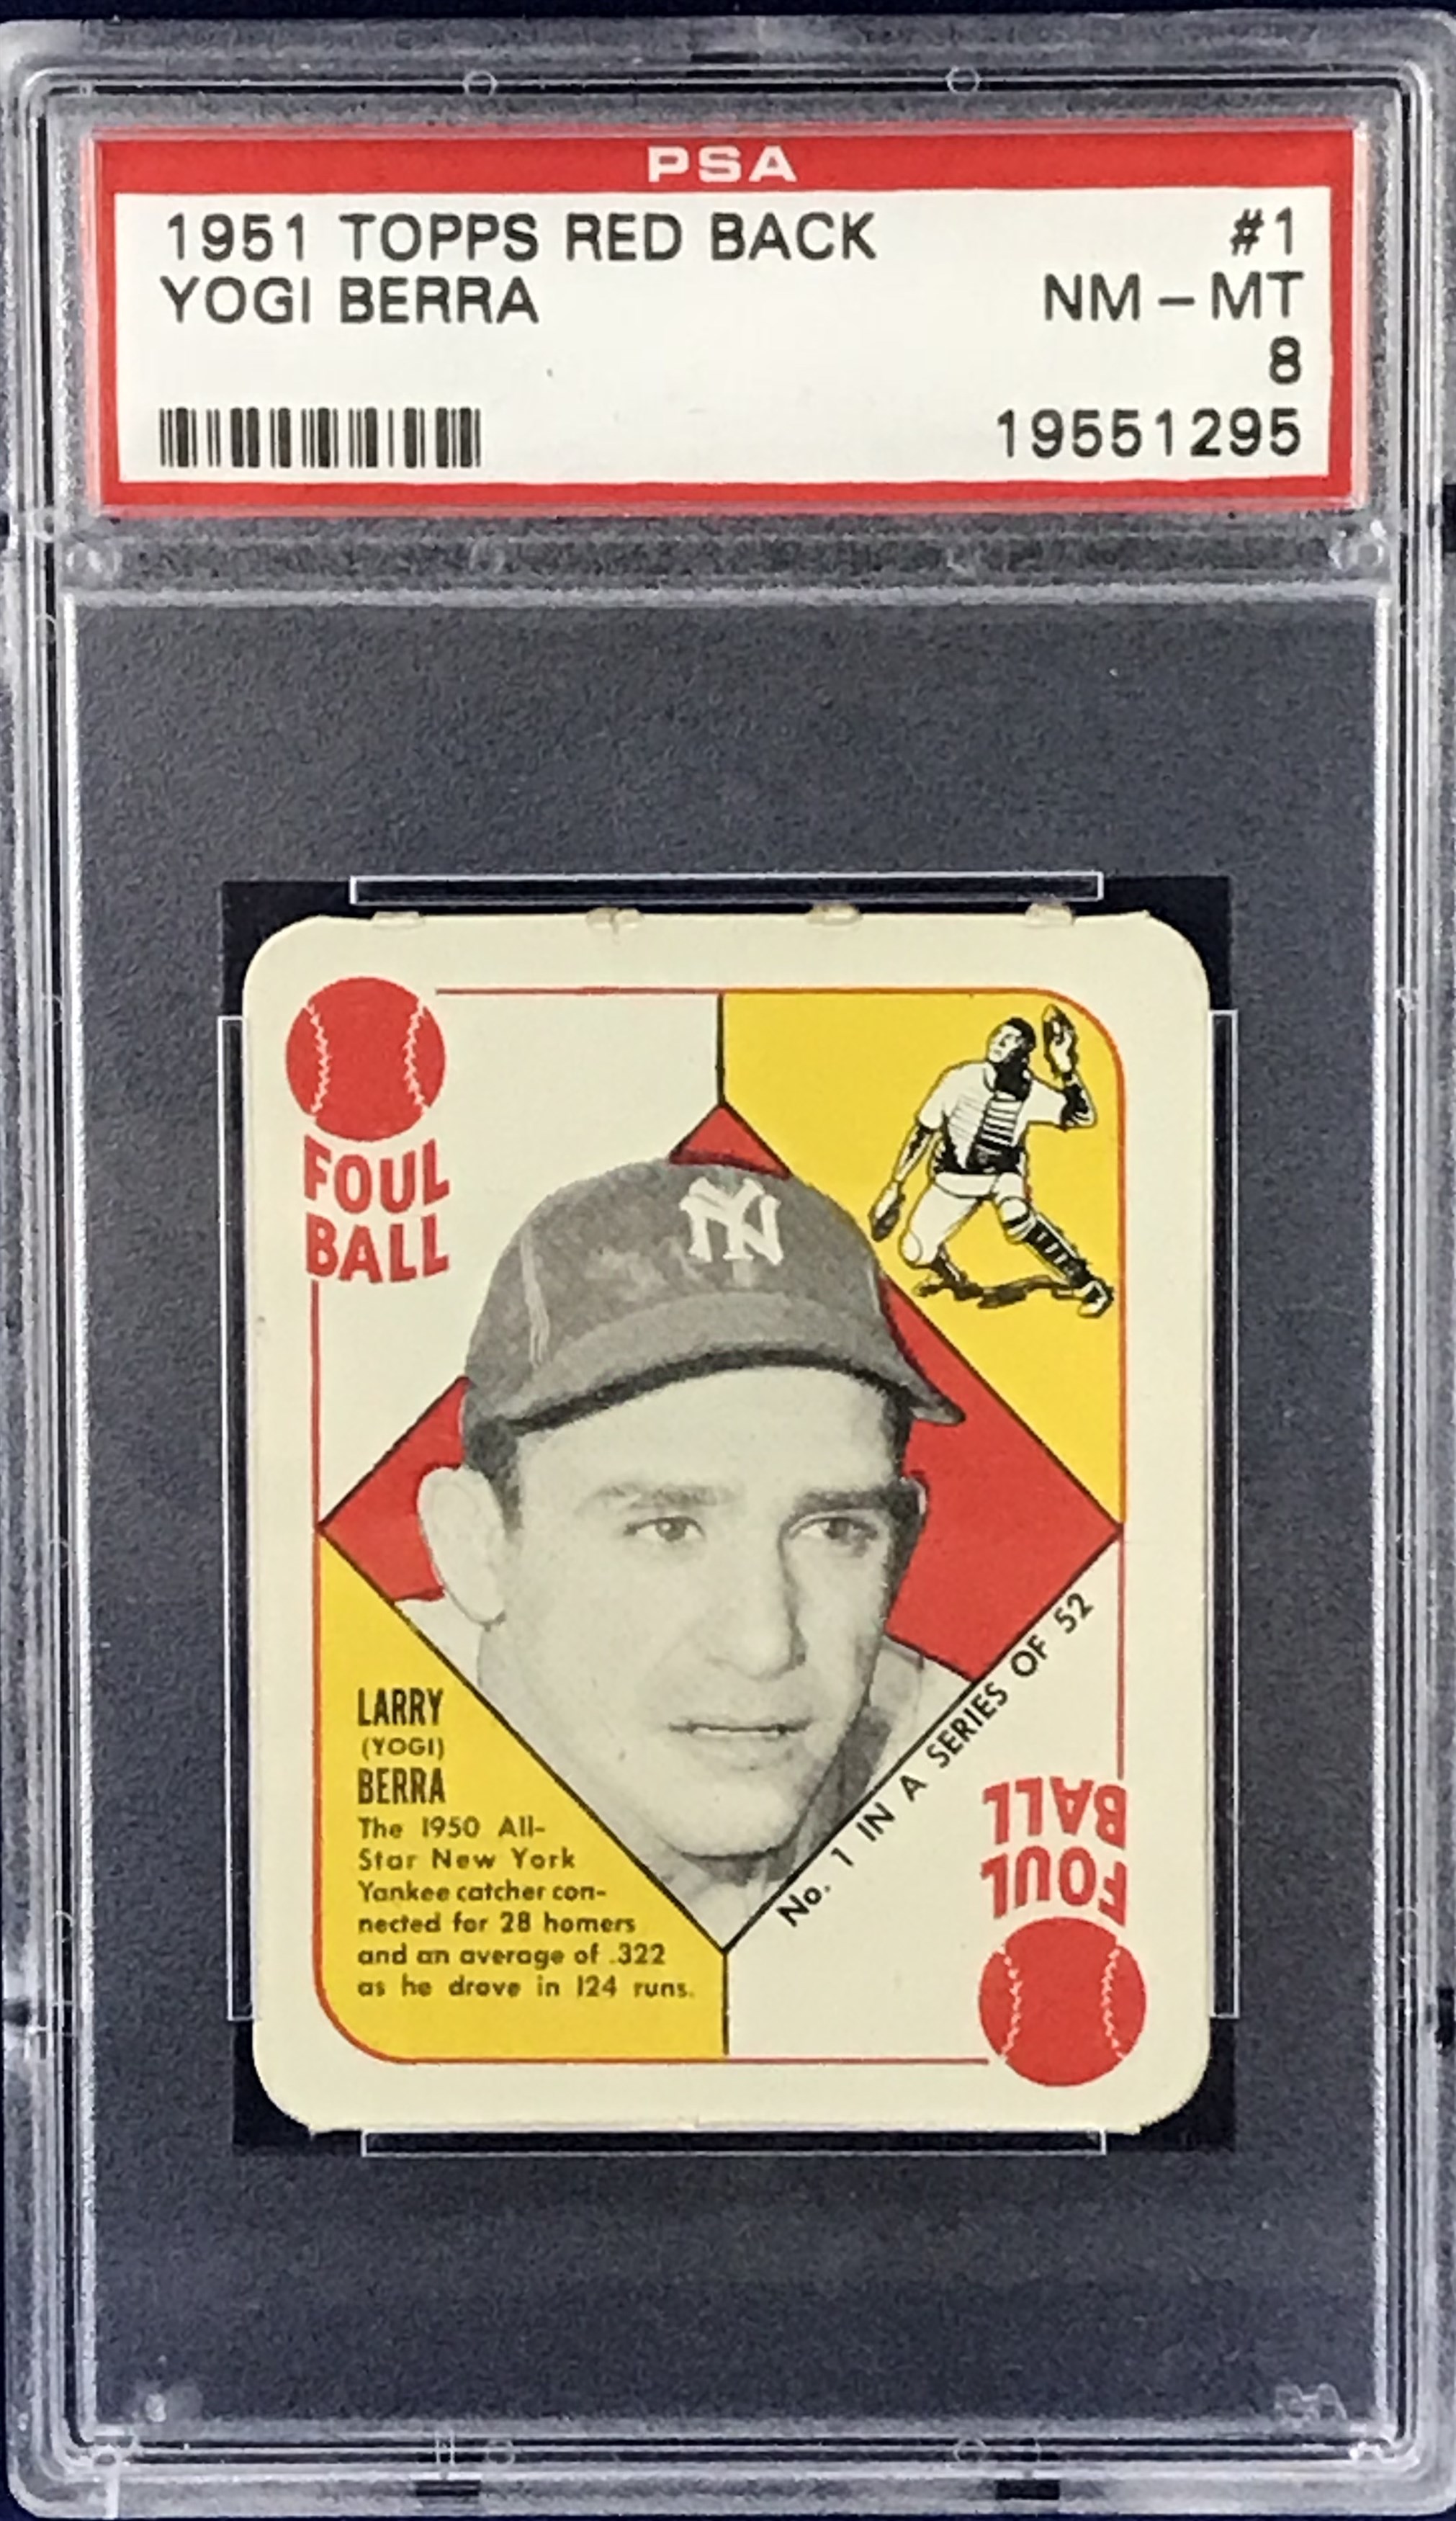 PSA
1951 TOPPS RED BACK #1
YOGI BERRA NM - MT
8
19551295
FOUL
BALL
NY
LARRY
(YOGI)
BERRA
The 1950 All-
Star New York
Yankee catcher con-
nected for 28 homers
and an average of .322
as he drove in 124 runs.
No. 1 IN A SERIES OF 52
FOUL
BALL
PSA